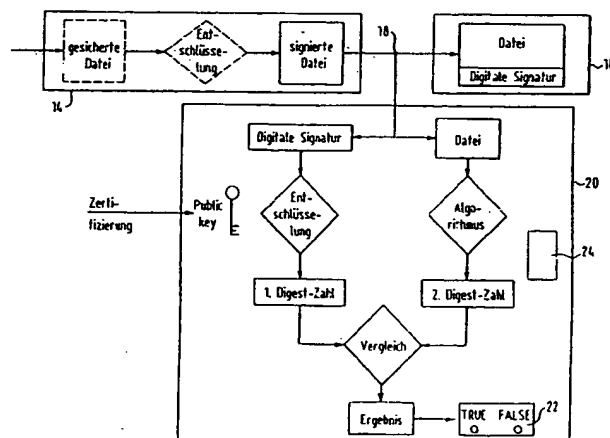 gesicherte
Datei
Ent-
schlüsse-
lung
signierte
Datei
18
Datei
Digitale Signatur
14
Digitale Signatur
Datei
20
Zerti-
fizierung
Public
key
Ent-
schlüsse-
lung
Algo-
rithmus
24
1. Digest-Zahl
2. Digest-Zahl
Vergleich
Ergebnis
TRUE FALSE
22